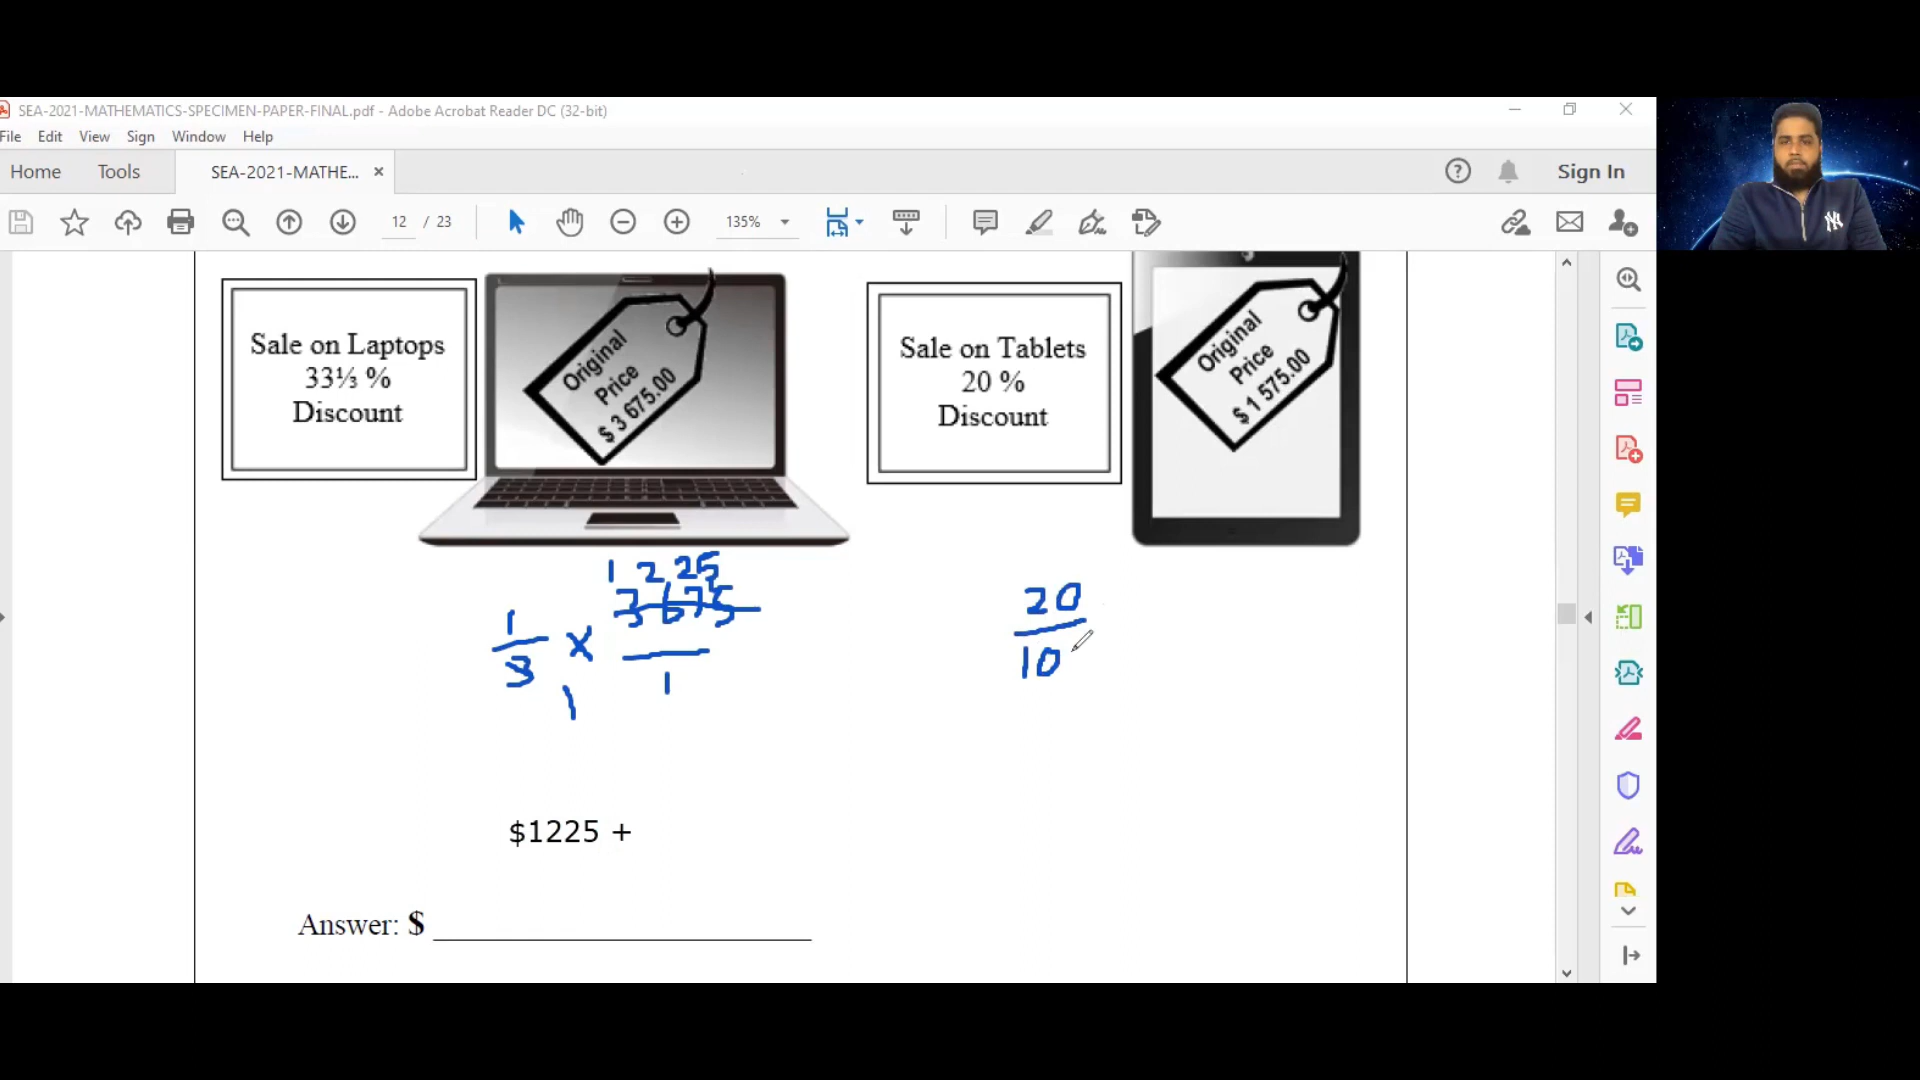 SEA-2021-MATHEMATICS-SPECIMEN-PAPER-FINAL.pdf - Adobe Acrobat Reader DC (32-bit)
File Edit View Sign Window Help
Home Tools SEA-2021-MATHE... × Sign In
12 / 23 135%
Sale on Laptops
33⅓ %
Discount
Original
Price
$ 3 675.00
Sale on Tablets
20 %
Discount
Original
Price
$ 1 575.00
1 2 25
1 3675
3 × 1
1
20
10
$1225 +
Answer: $